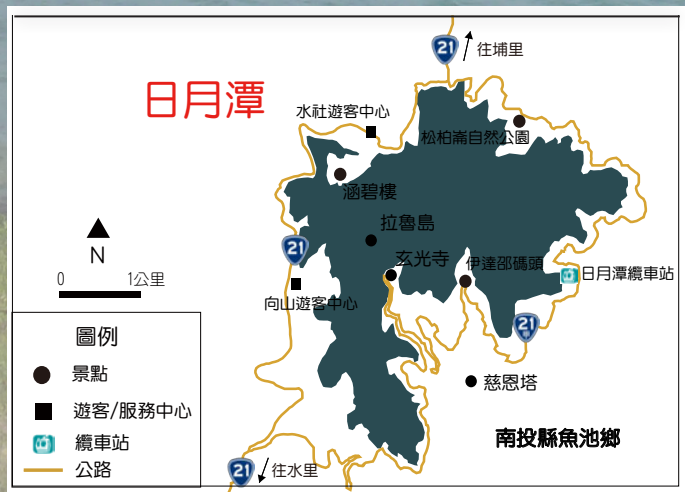 21
往埔里
日月潭
水社遊客中心
松柏崙自然公園
涵碧樓
拉魯島
N
21
玄光寺
伊達邵碼頭
日月潭纜車站
0 1公里
向山遊客中心
21甲
圖例
景點
慈恩塔
遊客/服務中心
南投縣魚池鄉
纜車站
公路
21
往水里